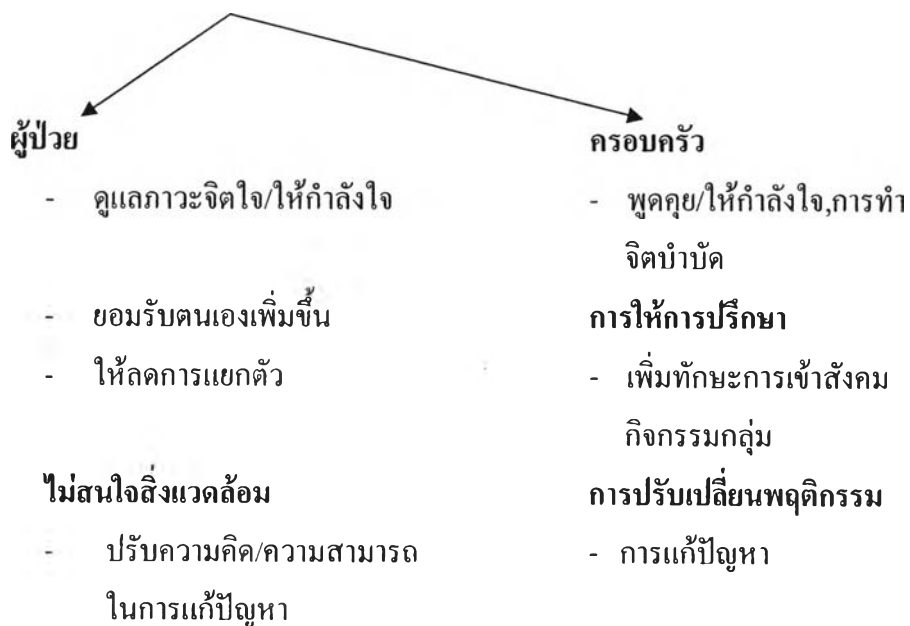 ผู้ป่วย
- ดูแลภาวะจิตใจ/ให้กำลังใจ
- ยอมรับตนเองเพิ่มขึ้น
- ให้ลดการแยกตัว
ไม่สนใจสิ่งแวดล้อม
- ปรับความคิด/ความสามารถ
ในการแก้ปัญหา
ครอบครัว
- พูดคุย/ให้กำลังใจ,การทำ
จิตบำบัด
การให้การปรึกษา
- เพิ่มทักษะการเข้าสังคม
กิจกรรมกลุ่ม
การปรับเปลี่ยนพฤติกรรม
- การแก้ปัญหา